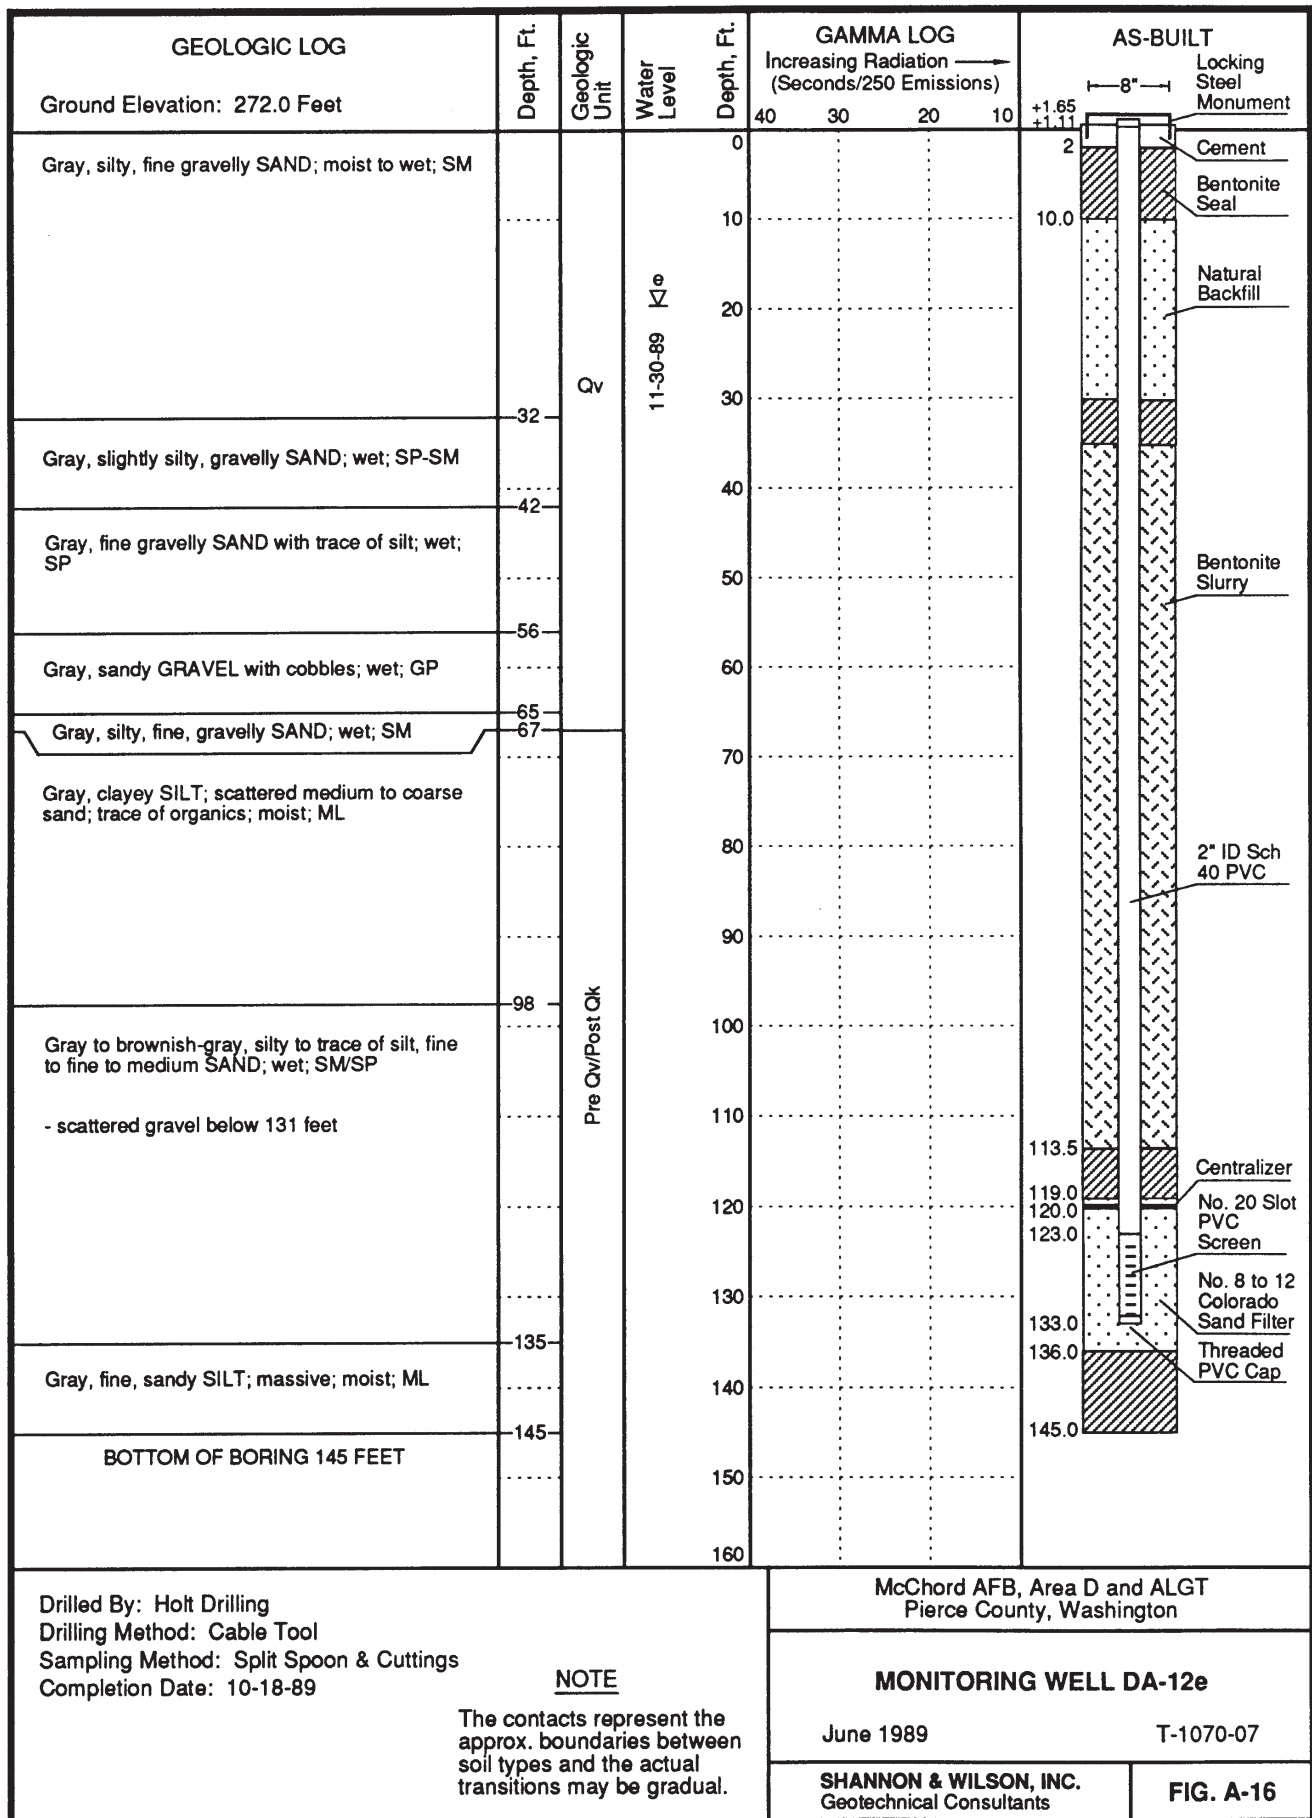 GEOLOGIC LOG
Ground Elevation: 272.0 Feet
Depth, Ft.
Geologic
Unit
Water
Level
Depth, Ft.
GAMMA LOG
Increasing Radiation
(Seconds/250 Emissions)
40 30 20 10
AS-BUILT
8"
Locking
Steel
Monument
+1.65
+1.11
Gray, silty, fine gravelly SAND; moist to wet; SM
32
Gray, slightly silty, gravelly SAND; wet; SP-SM
42
Gray, fine gravelly SAND with trace of silt; wet;
SP
56
Gray, sandy GRAVEL with cobbles; wet; GP
65
Gray, silty, fine, gravelly SAND; wet; SM
67
Gray, clayey SILT; scattered medium to coarse
sand; trace of organics; moist; ML
98
Gray to brownish-gray, silty to trace of silt, fine
to fine to medium SAND; wet; SM/SP
- scattered gravel below 131 feet
135
Gray, fine, sandy SILT; massive; moist; ML
145
BOTTOM OF BORING 145 FEET
Qv
Pre Qv/Post Qk
11-30-89
e
0
10
20
30
40
50
60
70
80
90
100
110
120
130
140
150
160
2
10.0
113.5
119.0
120.0
123.0
133.0
136.0
145.0
Cement
Bentonite
Seal
Natural
Backfill
Bentonite
Slurry
2" ID Sch
40 PVC
Centralizer
No. 20 Slot
PVC
Screen
No. 8 to 12
Colorado
Sand Filter
Threaded
PVC Cap
Drilled By: Holt Drilling
Drilling Method: Cable Tool
Sampling Method: Split Spoon & Cuttings
Completion Date: 10-18-89
NOTE
The contacts represent the
approx. boundaries between
soil types and the actual
transitions may be gradual.
McChord AFB, Area D and ALGT
Pierce County, Washington
MONITORING WELL DA-12e
June 1989 T-1070-07
SHANNON & WILSON, INC.
Geotechnical Consultants
FIG. A-16